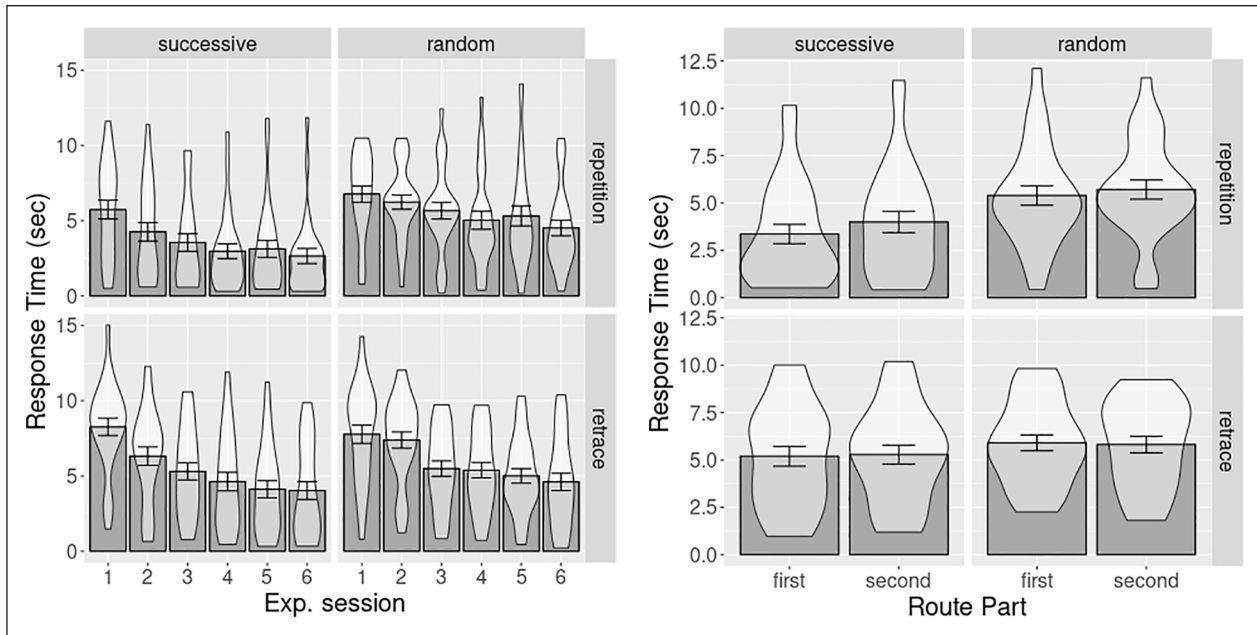 successive random
15
10
5
0
repetition
15
10
5
0
retrace
Response Time (sec)
1 2 3 4 5 6 1 2 3 4 5 6
Exp. session
successive random
12.5
10.0
7.5
5.0
2.5
0.0
repetition
12.5
10.0
7.5
5.0
2.5
0.0
retrace
Response Time (sec)
first second first second
Route Part